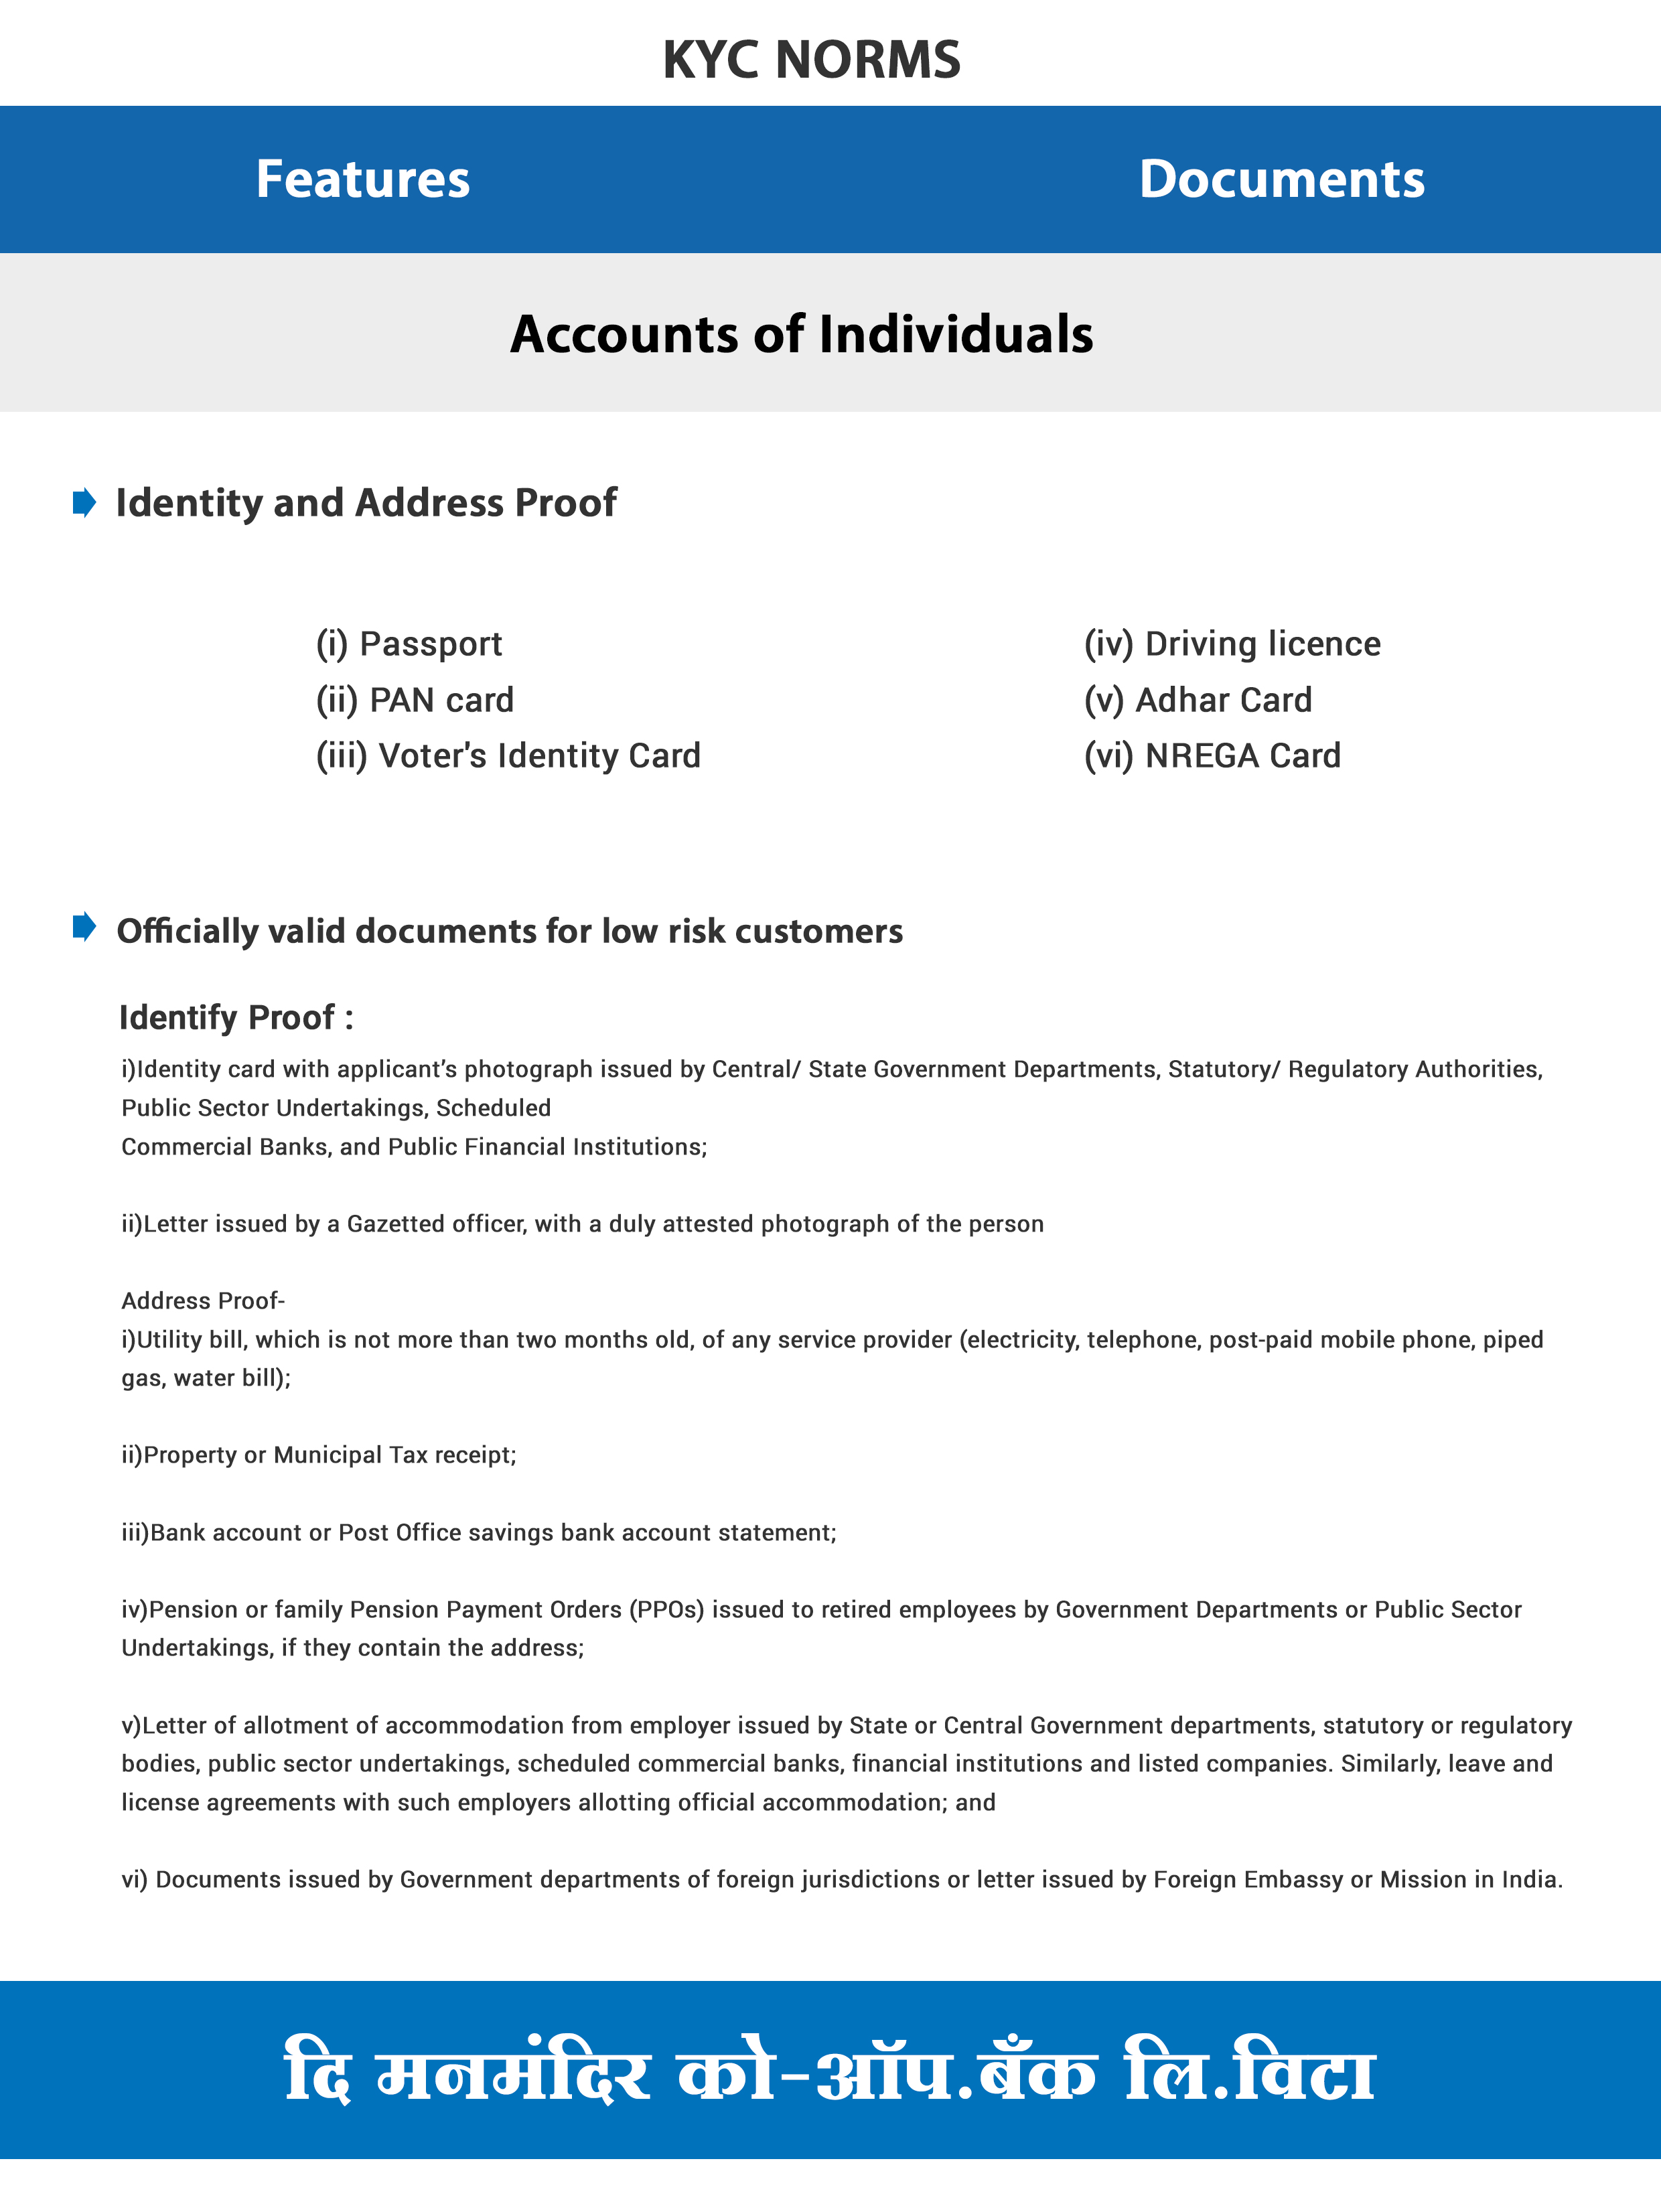 KYC NORMS
Features Documents
Accounts of Individuals
Identity and Address Proof
(i) Passport (iv) Driving licence
(ii) PAN card (v) Adhar Card
(iii) Voter's Identity Card (vi) NREGA Card
Officially valid documents for low risk customers
Identify Proof :
i)Identity card with applicant’s photograph issued by Central/ State Government Departments, Statutory/ Regulatory Authorities,
Public Sector Undertakings, Scheduled
Commercial Banks, and Public Financial Institutions;
ii)Letter issued by a Gazetted officer, with a duly attested photograph of the person
Address Proof-
i)Utility bill, which is not more than two months old, of any service provider (electricity, telephone, post-paid mobile phone, piped
gas, water bill);
ii)Property or Municipal Tax receipt;
iii)Bank account or Post Office savings bank account statement;
iv)Pension or family Pension Payment Orders (PPOs) issued to retired employees by Government Departments or Public Sector
Undertakings, if they contain the address;
v)Letter of allotment of accommodation from employer issued by State or Central Government departments, statutory or regulatory
bodies, public sector undertakings, scheduled commercial banks, financial institutions and listed companies. Similarly, leave and
license agreements with such employers allotting official accommodation; and
vi) Documents issued by Government departments of foreign jurisdictions or letter issued by Foreign Embassy or Mission in India.
दि मनमंदिर को-ऑप.बँक लि.विटा